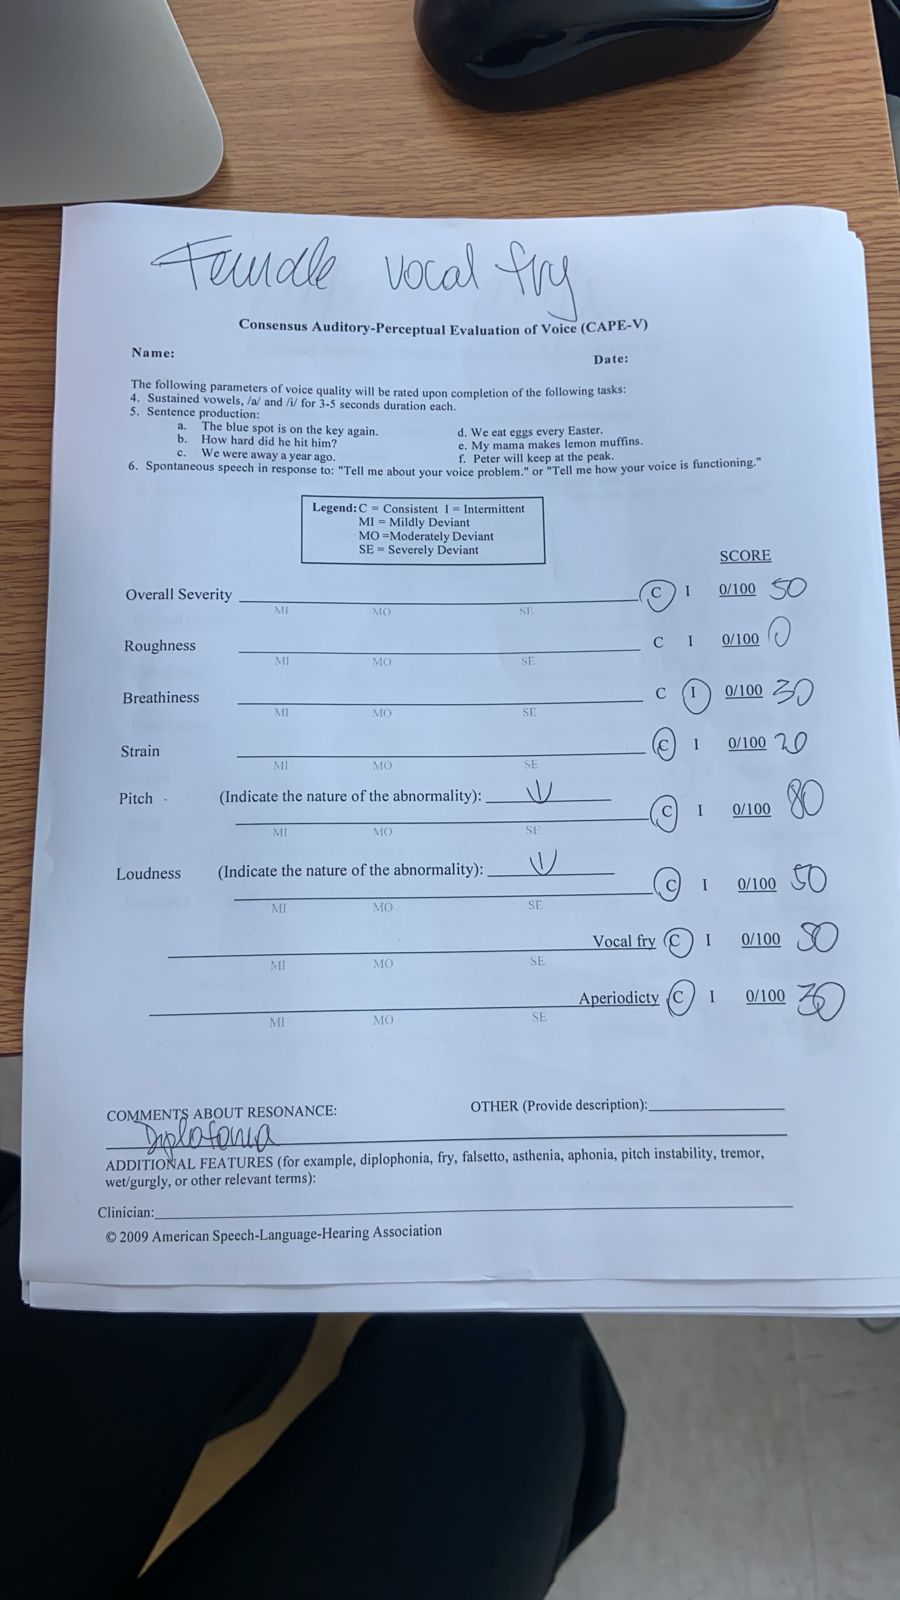 Female vocal fry
Consensus Auditory-Perceptual Evaluation of Voice (CAPE-V)
Name: Date:
The following parameters of voice quality will be rated upon completion of the following tasks:
4. Sustained vowels, /a/ and /i/ for 3-5 seconds duration each.
5. Sentence production:
a. The blue spot is on the key again. d. We eat eggs every Easter.
b. How hard did he hit him? e. My mama makes lemon muffins.
c. We were away a year ago. f. Peter will keep at the peak.
6. Spontaneous speech in response to: "Tell me about your voice problem." or "Tell me how your voice is functioning."
Legend: C = Consistent I = Intermittent
MI = Mildly Deviant
MO =Moderately Deviant
SE = Severely Deviant
SCORE
Overall Severity C I 0/100 50
MI MO SE
Roughness C I 0/100 0
MI MO SE
Breathiness C I 0/100 30
MI MO SE
Strain C I 0/100 20
MI MO SE
Pitch (Indicate the nature of the abnormality): ↓
C I 0/100 80
MI MO SE
Loudness (Indicate the nature of the abnormality): ↓
C I 0/100 50
MI MO SE
Vocal fry C I 0/100
MI MO SE
Aperiodicty C I 0/100
MI MO SE
COMMENTS ABOUT RESONANCE: OTHER (Provide description):
Diplofonia
ADDITIONAL FEATURES (for example, diplophonia, fry, falsetto, asthenia, aphonia, pitch instability, tremor,
wet/gurgly, or other relevant terms):
Clinician:
© 2009 American Speech-Language-Hearing Association